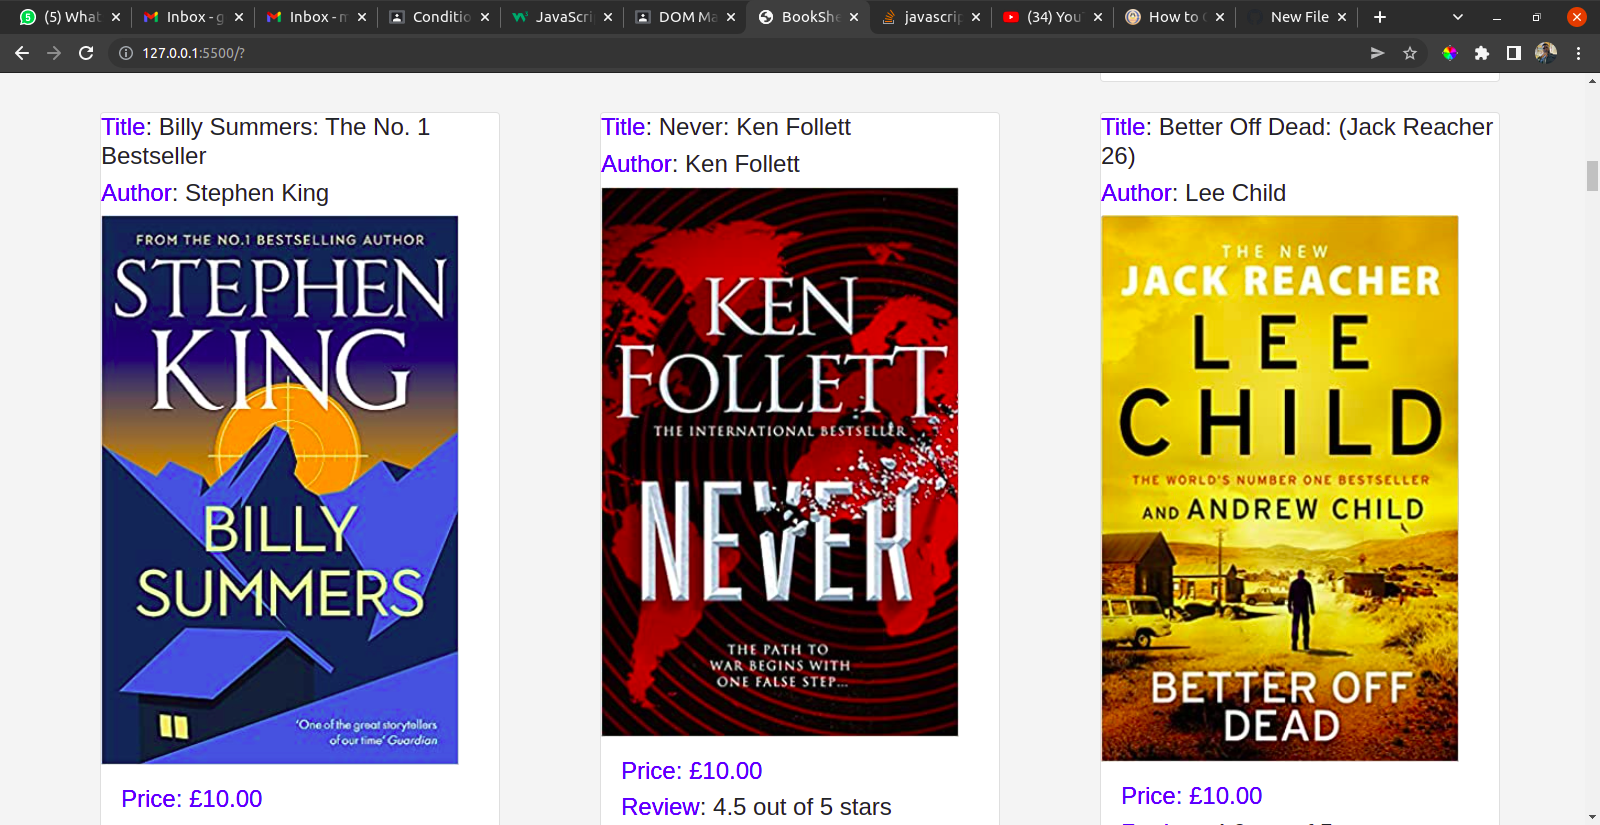 (5) What
Inbox - g
Inbox - m
Conditio
JavaScri
DOM Ma
BookShe
javascrip
(34) You
How to
New File
127.0.0.1:5500/?
Title: Billy Summers: The No. 1
Bestseller
Author: Stephen King
FROM THE NO.1 BESTSELLING AUTHOR
STEPHEN
KING
BILLY
SUMMERS
'One of the great storytellers
of our time' Guardian
Price: £10.00
Title: Never: Ken Follett
Author: Ken Follett
KEN
FOLLETT
THE INTERNATIONAL BESTSELLER
NEVER
THE PATH TO
WAR BEGINS WITH
ONE FALSE STEP...
Price: £10.00
Review: 4.5 out of 5 stars
Title: Better Off Dead: (Jack Reacher
26)
Author: Lee Child
THE NEW
JACK REACHER
LEE
CHILD
THE WORLD'S NUMBER ONE BESTSELLER
AND ANDREW CHILD
BETTER OFF
DEAD
Price: £10.00